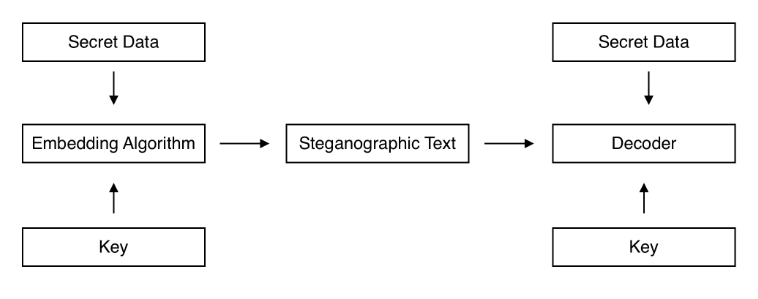 Secret Data
Secret Data
Embedding Algorithm
Steganographic Text
Decoder
Key
Key